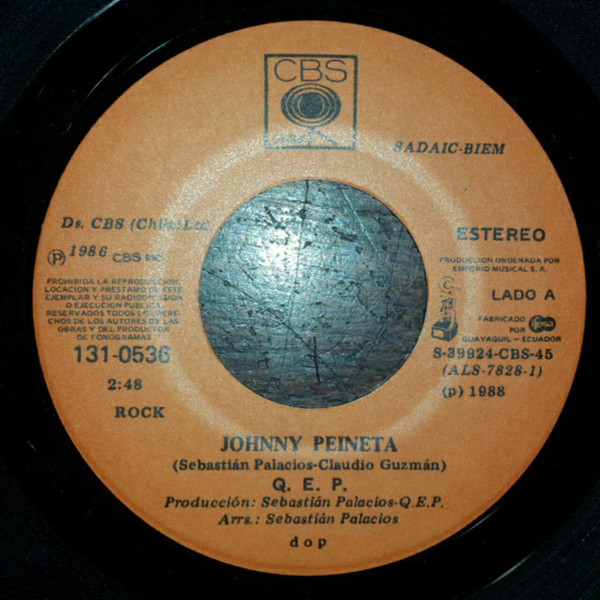 CBS
SADAIC-BIEM
Ds. CBS (Chile) Ltd
Ⓟ 1986 CBS Inc.
PROHIBIDA LA REPRODUCCION,
LOCACION Y PRESTAMO DE ESTE
EJEMPLAR Y SU RADIODIFUSION
O EJECUCION PUBLICA.
RESERVADOS TODOS LOS DERE-
CHOS DE LOS AUTORES DE LAS
OBRAS Y DEL PRODUCTOR
DE FONOGRAMAS
131-0536
2:48
ROCK
ESTEREO
PRODUCION ORDENADA POR
EMPORIO MUSICAL S. A.
LADO A
FABRICADO
POR
GUAYAQUIL - ECUADOR
S-39924-CBS-45
(ALS-7828-1)
(p) 1988
JOHNNY PEINETA
(Sebastián Palacios-Claudio Guzmán)
Q. E. P.
Producción: Sebastián Palacios-Q.E.P.
Arrs.: Sebastián Palacios
dop